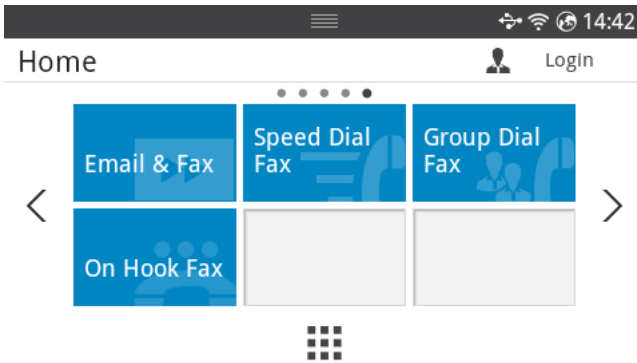 14:42
Home
Login
Email & Fax
Speed Dial
Fax
Group Dial
Fax
On Hook Fax